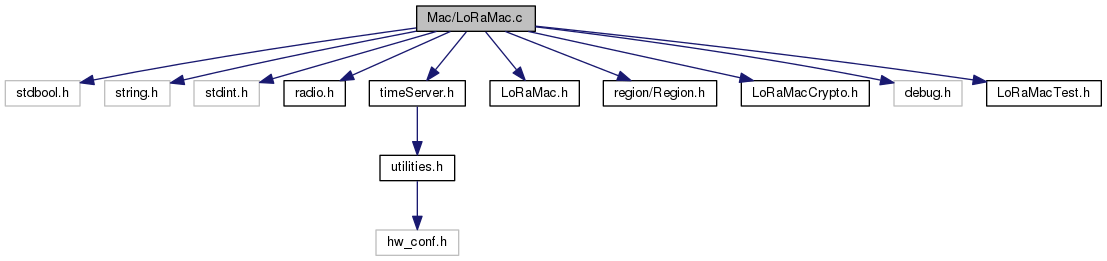 Mac/LoRaMac.c
stdbool.h
string.h
stdint.h
radio.h
timeServer.h
LoRaMac.h
region/Region.h
LoRaMacCrypto.h
debug.h
LoRaMacTest.h
utilities.h
hw_conf.h